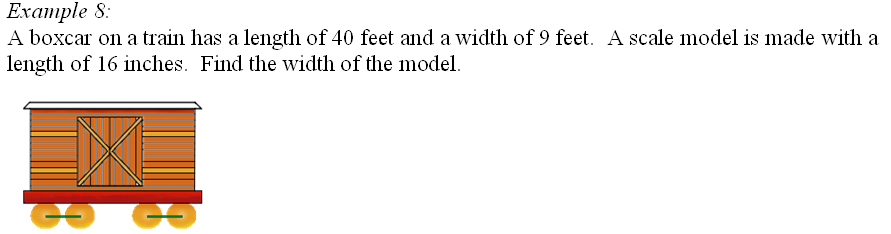 Example 8:
A boxcar on a train has a length of 40 feet and a width of 9 feet.  A scale model is made with a
length of 16 inches.  Find the width of the model.